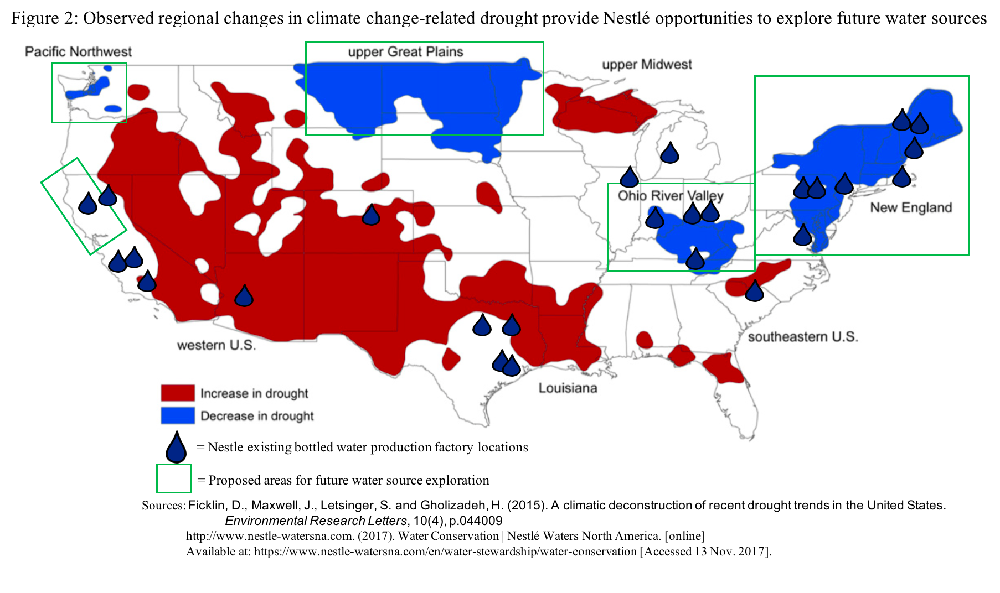 Figure 2: Observed regional changes in climate change-related drought provide Nestlé opportunities to explore future water sources
Pacific Northwest
upper Great Plains
upper Midwest
Ohio River Valley
New England
western U.S.
southeastern U.S.
Louisiana
Increase in drought
Decrease in drought
= Nestle existing bottled water production factory locations
= Proposed areas for future water source exploration
Sources: Ficklin, D., Maxwell, J., Letsinger, S. and Gholizadeh, H. (2015). A climatic deconstruction of recent drought trends in the United States.
Environmental Research Letters, 10(4), p.044009
http://www.nestle-watersna.com. (2017). Water Conservation | Nestlé Waters North America. [online]
Available at: https://www.nestle-watersna.com/en/water-stewardship/water-conservation [Accessed 13 Nov. 2017].